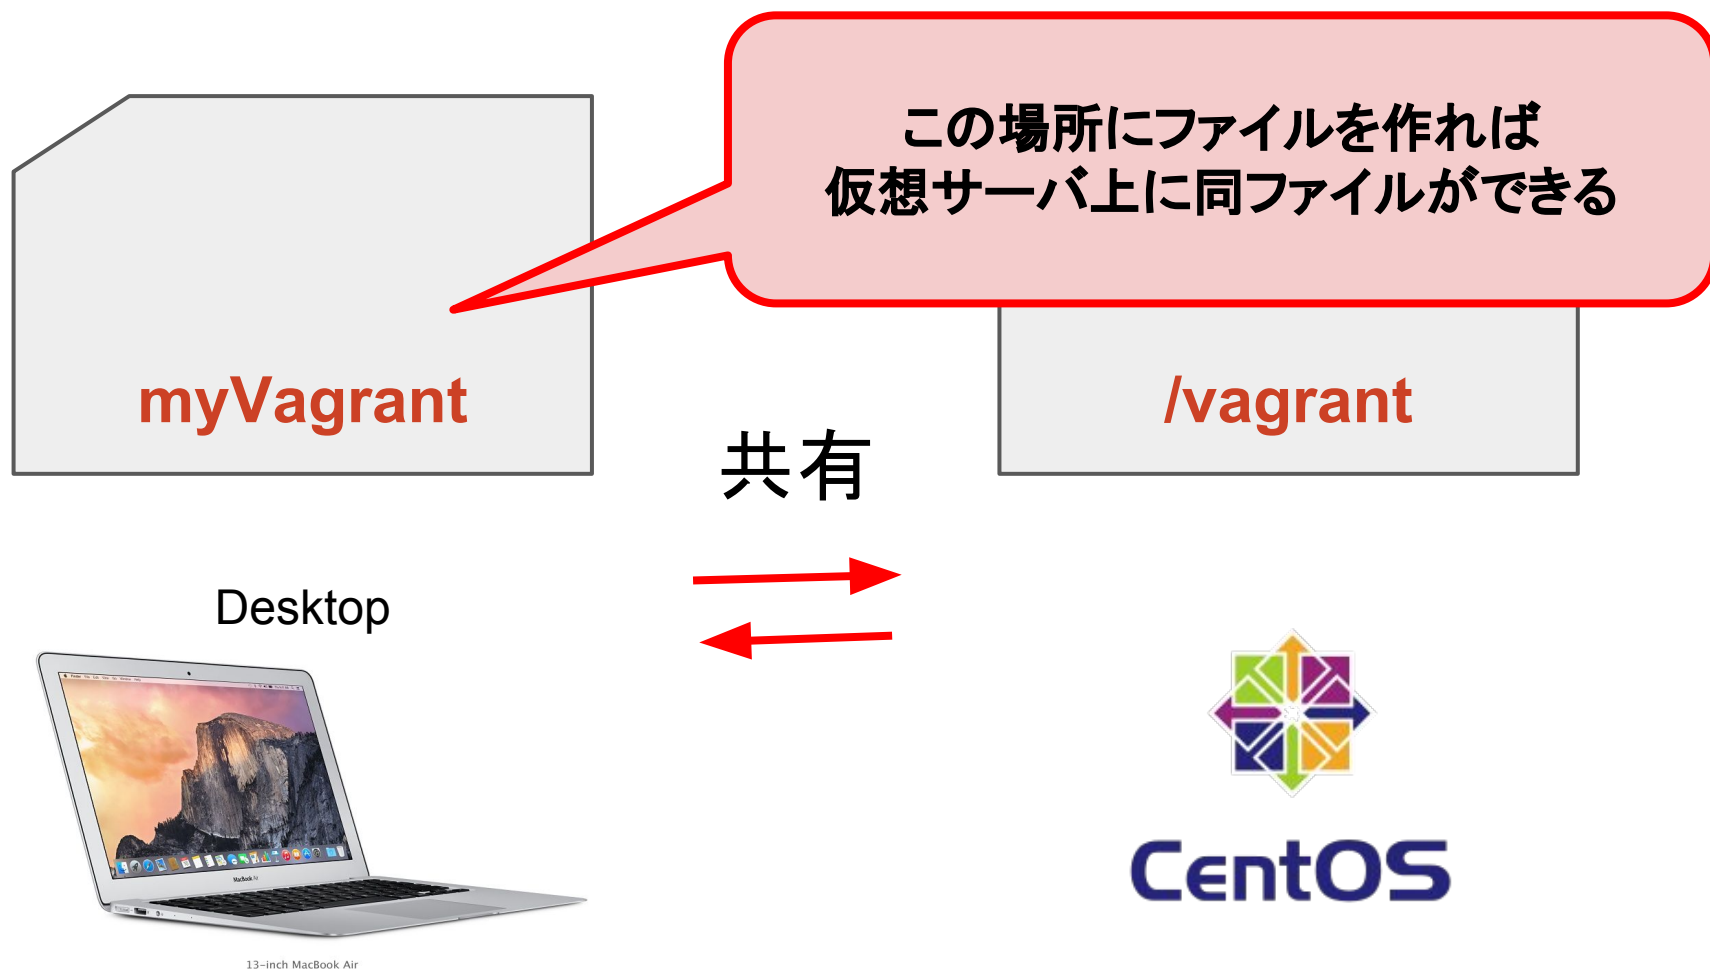 この場所にファイルを作れば
仮想サーバ上に同ファイルができる
myVagrant
/vagrant
共有
Desktop
MacBook Air
CentOS
13-inch MacBook Air